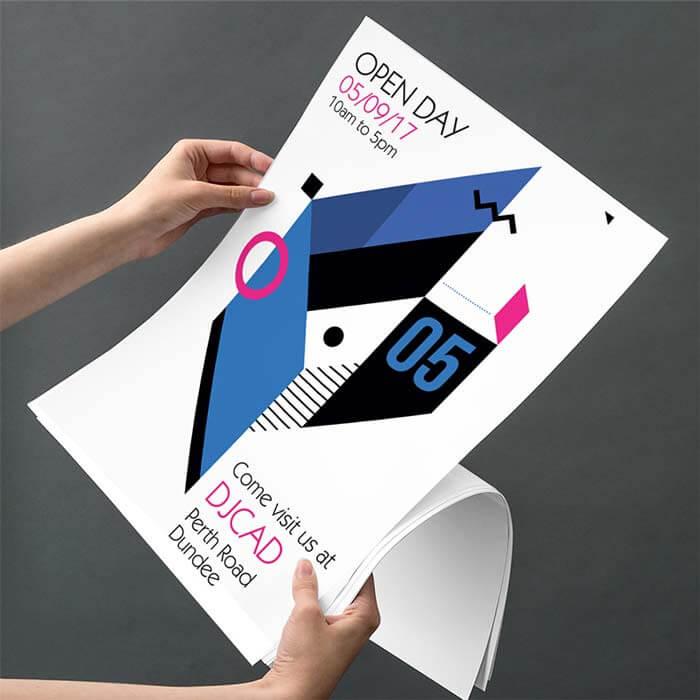 OPEN DAY
05/09/17
10am to 5pm
05
Come visit us at
DJCAD
Perth Road
Dundee